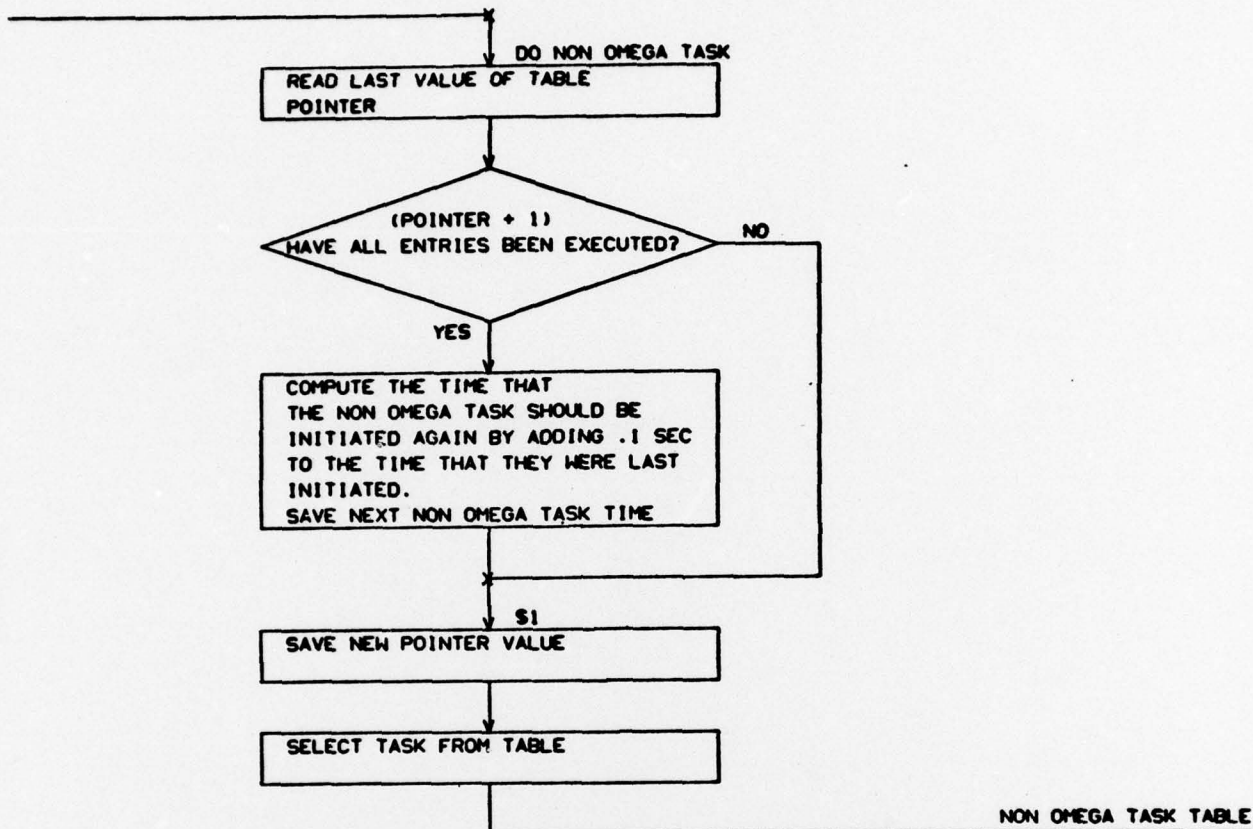 DO NON OMEGA TASK
READ LAST VALUE OF TABLE
POINTER
(POINTER + 1)
HAVE ALL ENTRIES BEEN EXECUTED?
NO
YES
COMPUTE THE TIME THAT
THE NON OMEGA TASK SHOULD BE
INITIATED AGAIN BY ADDING .1 SEC
TO THE TIME THAT THEY WERE LAST
INITIATED.
SAVE NEXT NON OMEGA TASK TIME
$1
SAVE NEW POINTER VALUE
SELECT TASK FROM TABLE
NON OMEGA TASK TABLE